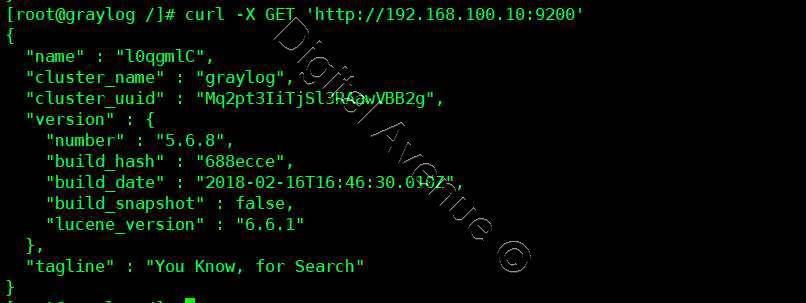 [root@graylog /]# curl -X GET 'http://192.168.100.10:9200'
{
  "name" : "l0qgmlC",
  "cluster_name" : "graylog",
  "cluster_uuid" : "Mq2pt3IiTjSl3RAawVBB2g",
  "version" : {
    "number" : "5.6.8",
    "build_hash" : "688ecce",
    "build_date" : "2018-02-16T16:46:30.010Z",
    "build_snapshot" : false,
    "lucene_version" : "6.6.1"
  },
  "tagline" : "You Know, for Search"
}
Digital Avenue ©